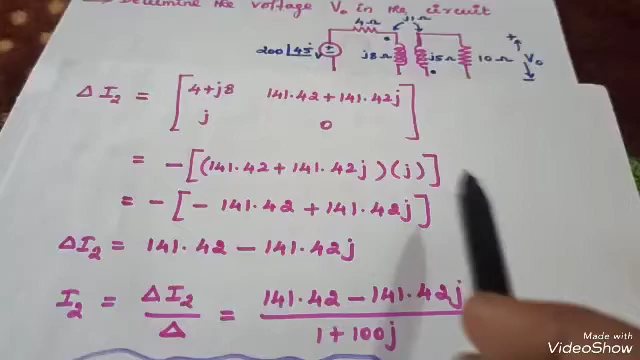 Determine the voltage V₀ in the circuit
4Ω j1Ω
200∠45 V j8Ω j5Ω 10Ω + V₀ -
ΔI₂ = [ 4+j8 141.42+141.42j
j 0 ]
= -[(141.42+141.42j)(j)]
= -[-141.42+141.42j]
ΔI₂ = 141.42-141.42j
I₂ = ΔI₂/Δ = 141.42-141.42j / 1+100j
Made with
VideoShow